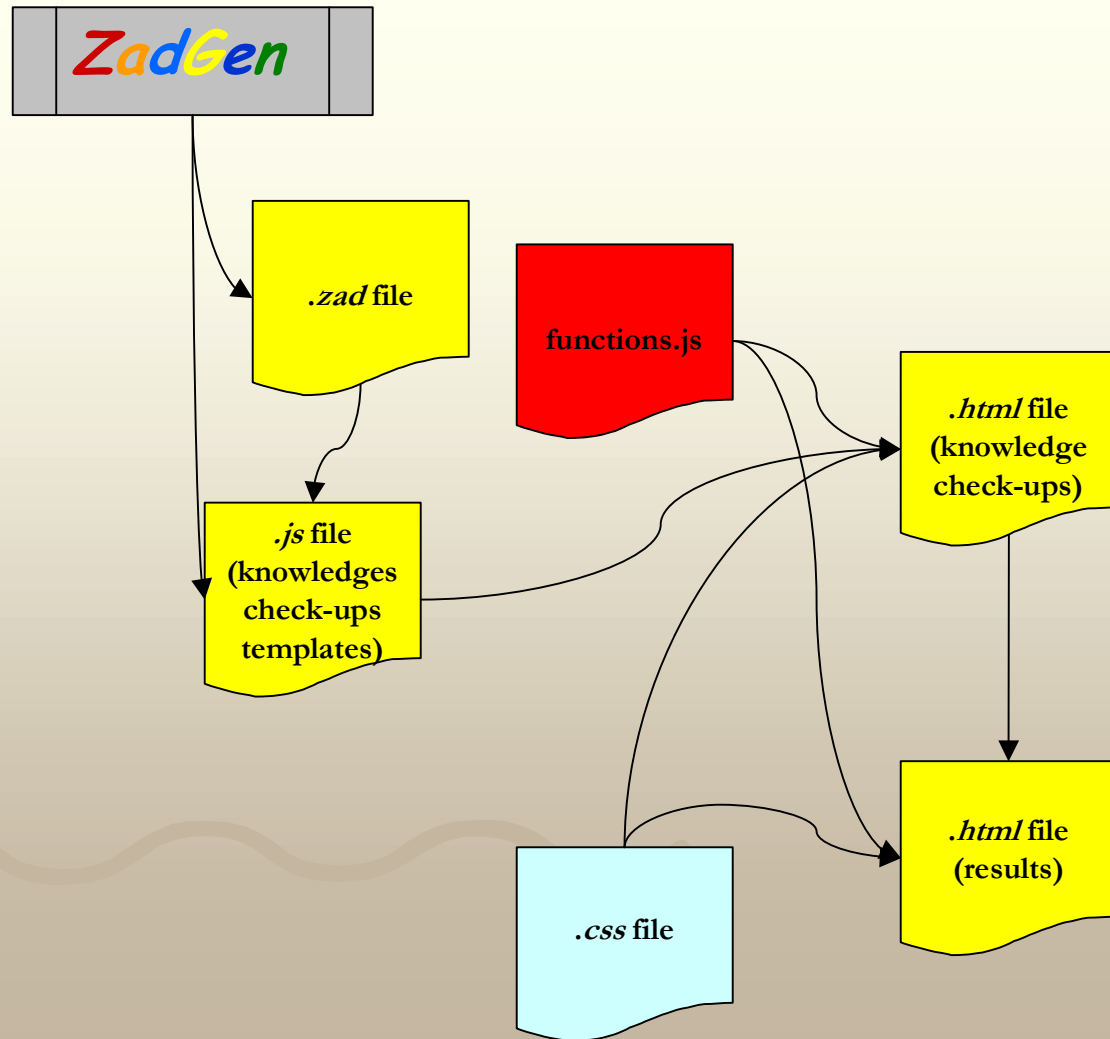 ZadGen
.zad file
functions.js
.html file
(knowledge
check-ups)
.js file
(knowledges
check-ups
templates)
.html file
(results)
.css file